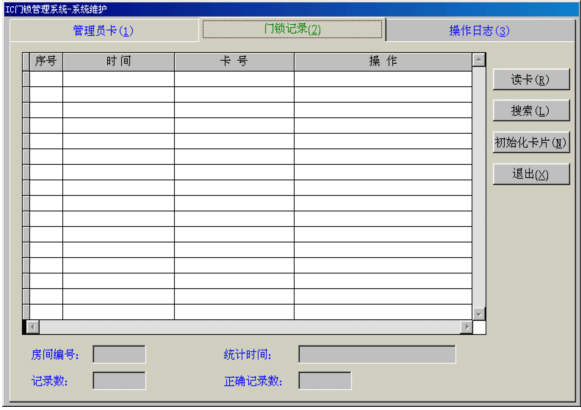 IC门锁管理系统-系统维护
管理员卡(1) 门锁记录(2) 操作日志(3)
序号 时间 卡号 操作
读卡(R)
搜索(L)
初始化卡片(N)
退出(X)
房间编号: 统计时间:
记录数: 正确记录数: